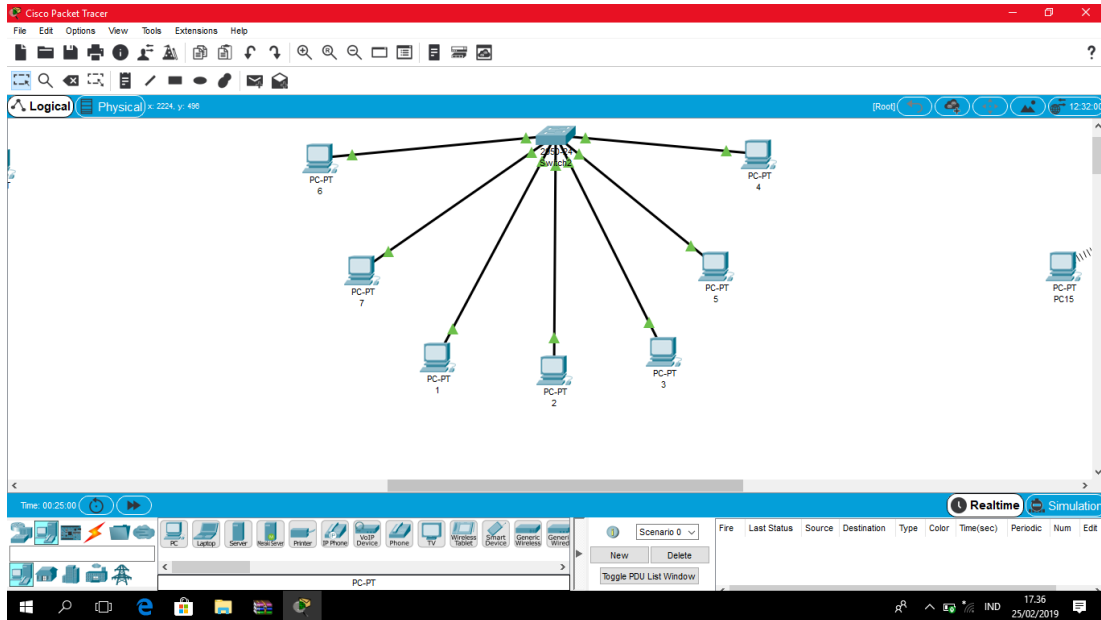 Cisco Packet Tracer
File Edit Options View Tools Extensions Help
?
Logical Physical x: 2224, y: 498 [Root] 12:32:00
2950-24
Switch2
PC-PT
6
PC-PT
4
PC-PT
7
PC-PT
5
PC-PT
PC15
PC-PT
1
PC-PT
2
PC-PT
3
Time: 00:25:00 Realtime Simulation
Scenario 0 Fire Last Status Source Destination Type Color Time(sec) Periodic Num Edit
PC Laptop Server Printer IP Phone VoIP Device Phone TV Wireless Tablet Smart Device Generic Wireless Generic Wired
New Delete
Toggle PDU List Window
PC-PT
IND 17.36
25/02/2019